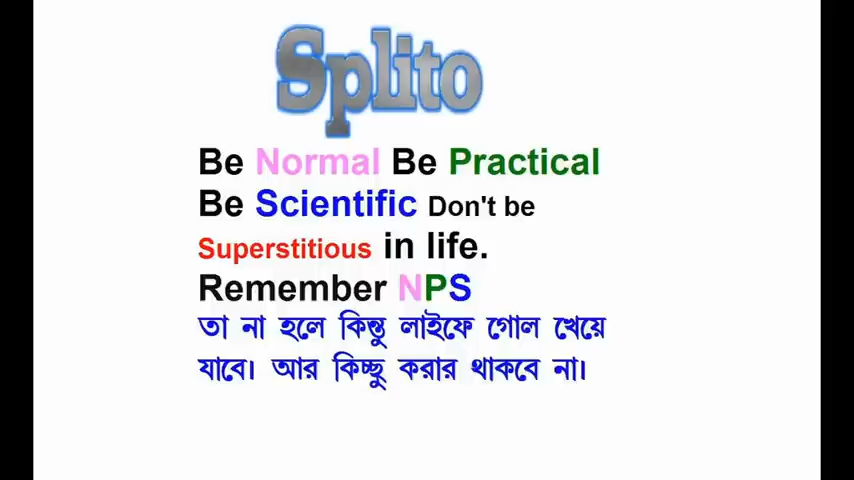 Splito
Be Normal Be Practical
Be Scientific Don't be
Superstitious in life.
Remember NPS
তা না হলে কিন্তু লাইফে গোল খেয়ে
যাবে। আর কিচ্ছু করার থাকবে না।